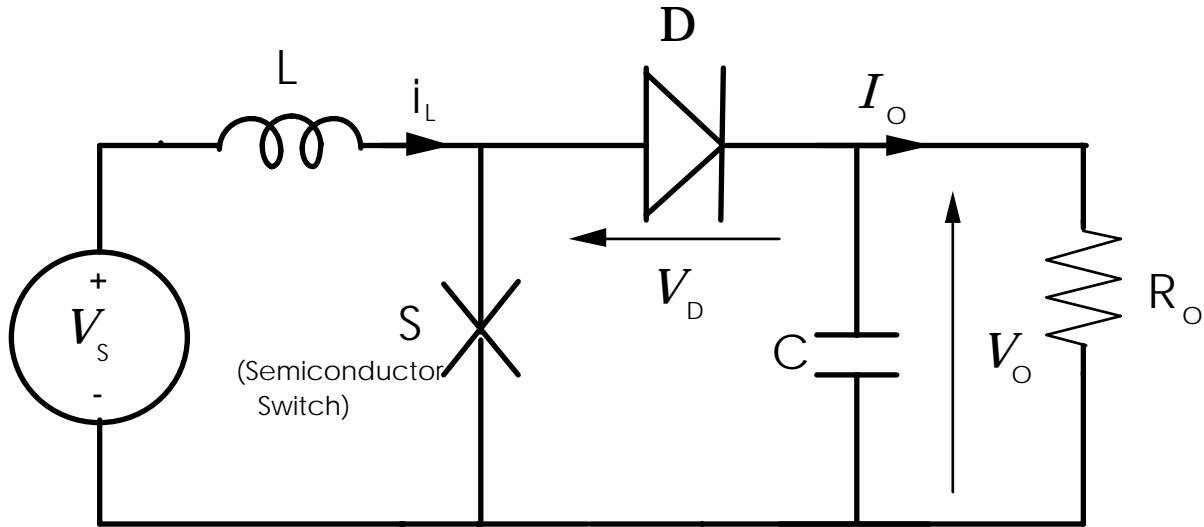 D
L
i_L
I_O
+
V_S
-
S
(Semiconductor
Switch)
V_D
C
V_O
R_O